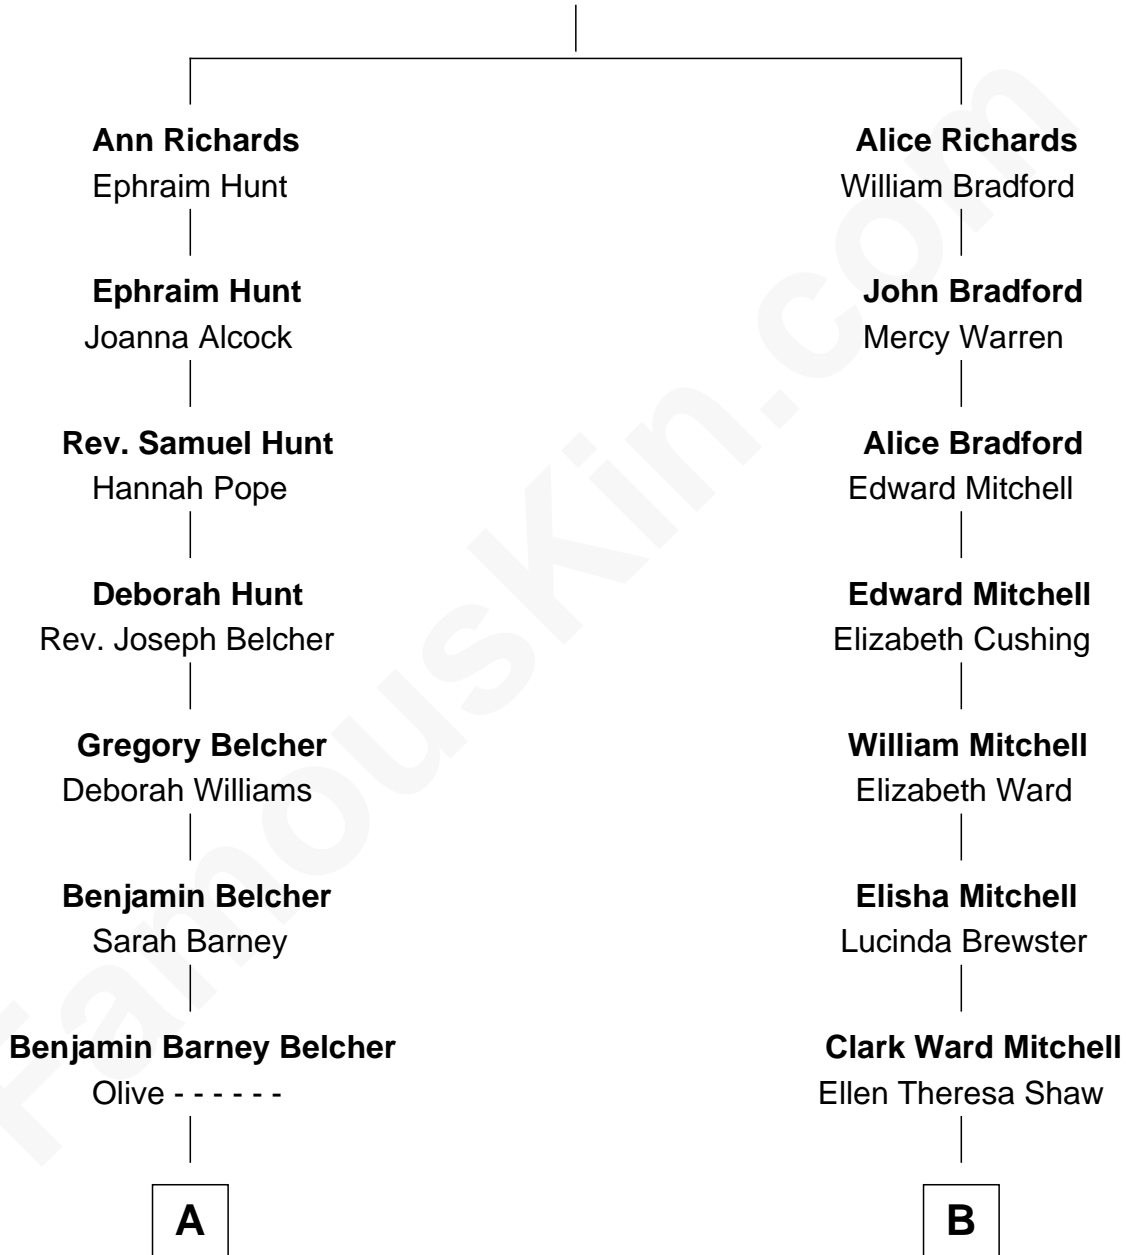 Ann Richards
Ephraim Hunt
Ephraim Hunt
Joanna Alcock
Rev. Samuel Hunt
Hannah Pope
Deborah Hunt
Rev. Joseph Belcher
Gregory Belcher
Deborah Williams
Benjamin Belcher
Sarah Barney
Benjamin Barney Belcher
Olive - - - - - -
A
Alice Richards
William Bradford
John Bradford
Mercy Warren
Alice Bradford
Edward Mitchell
Edward Mitchell
Elizabeth Cushing
William Mitchell
Elizabeth Ward
Elisha Mitchell
Lucinda Brewster
Clark Ward Mitchell
Ellen Theresa Shaw
B
FamousKin.com